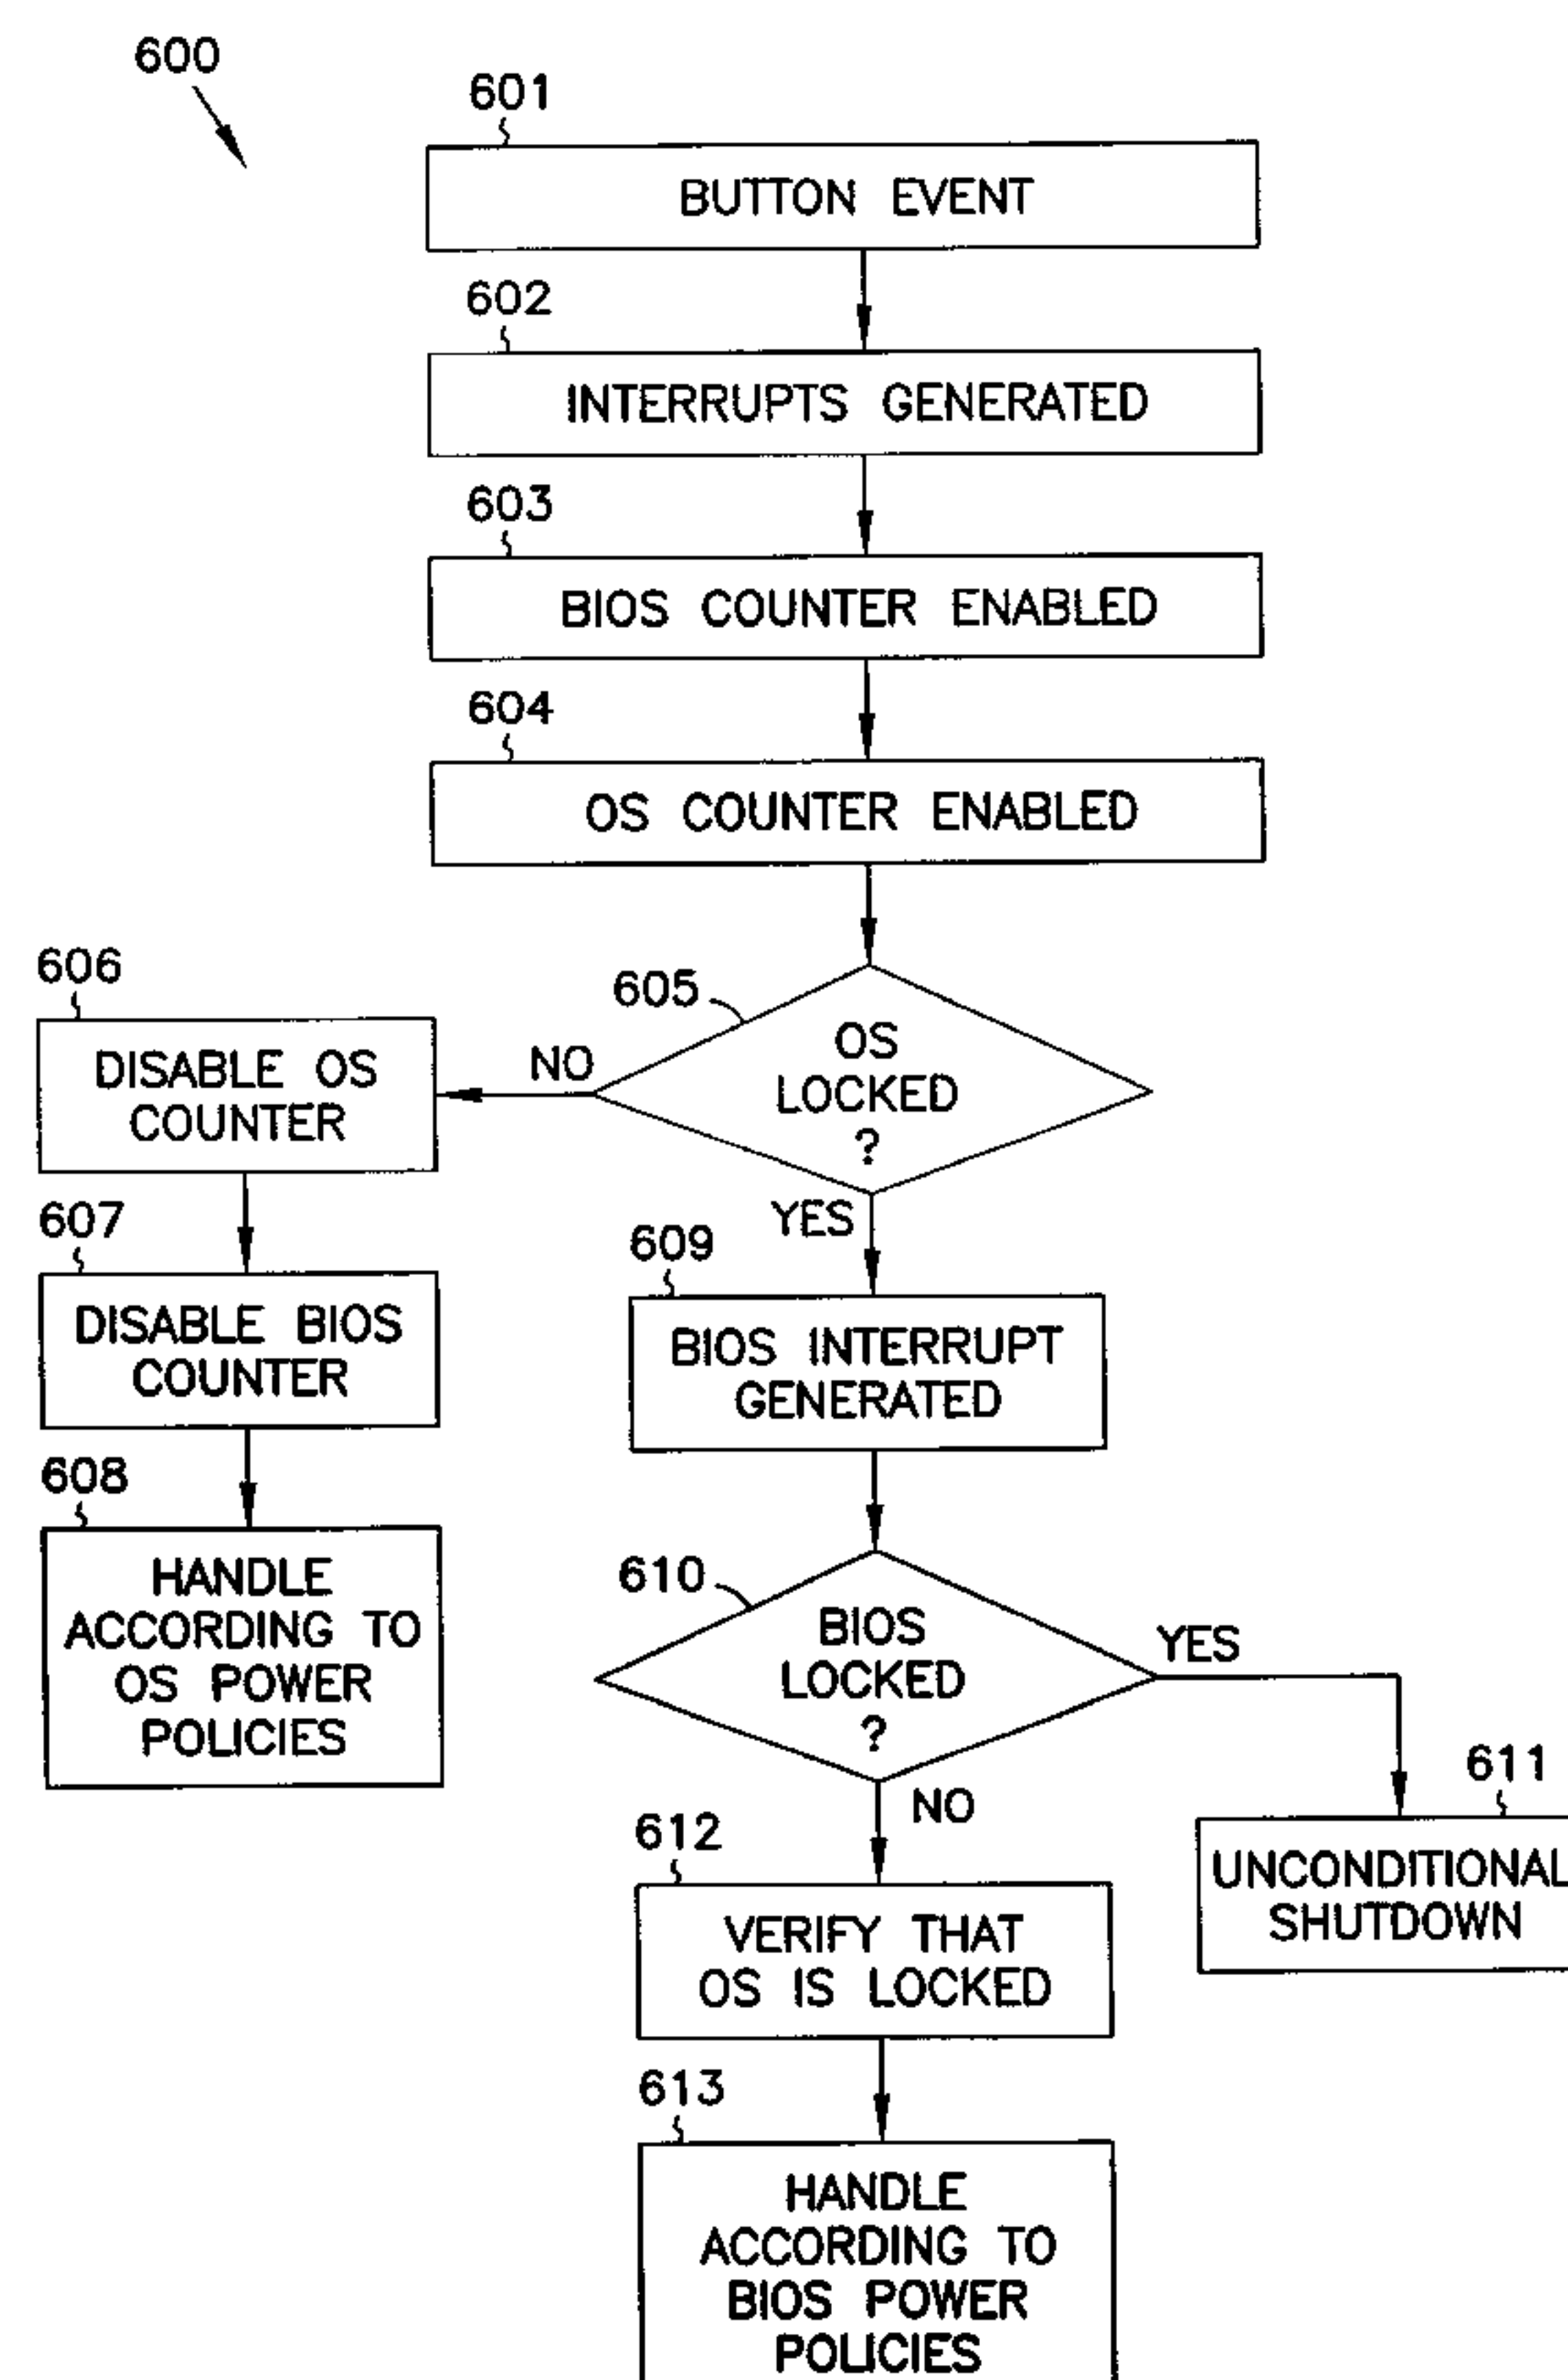 600
601
BUTTON EVENT
602
INTERRUPTS GENERATED
603
BIOS COUNTER ENABLED
604
OS COUNTER ENABLED
605
OS
LOCKED
?
NO
YES
606
DISABLE OS
COUNTER
607
DISABLE BIOS
COUNTER
608
HANDLE
ACCORDING TO
OS POWER
POLICIES
609
BIOS INTERRUPT
GENERATED
610
BIOS
LOCKED
?
YES
NO
611
UNCONDITIONAL
SHUTDOWN
612
VERIFY THAT
OS IS LOCKED
613
HANDLE
ACCORDING TO
BIOS POWER
POLICIES